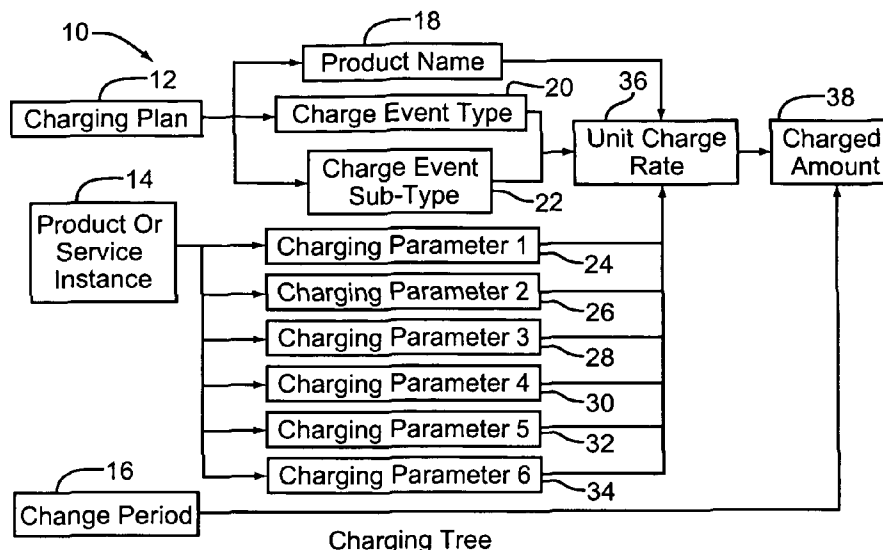 10
18
Product Name
12
Charging Plan
20
Charge Event Type
36
Unit Charge
Rate
38
Charged
Amount
Charge Event
Sub-Type
22
14
Product Or
Service
Instance
Charging Parameter 1
24
Charging Parameter 2
26
Charging Parameter 3
28
Charging Parameter 4
30
Charging Parameter 5
32
Charging Parameter 6
34
16
Change Period
Charging Tree